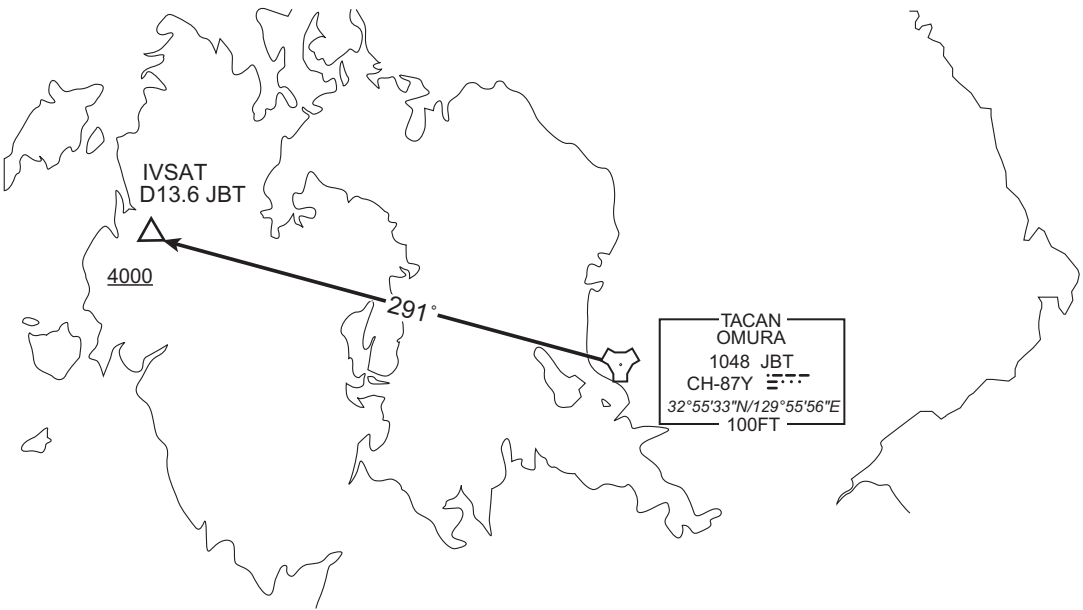 IVSAT
D13.6 JBT
4000
291°
TACAN
OMURA
1048 JBT
CH-87Y
32°55'33"N/129°55'56"E
100FT